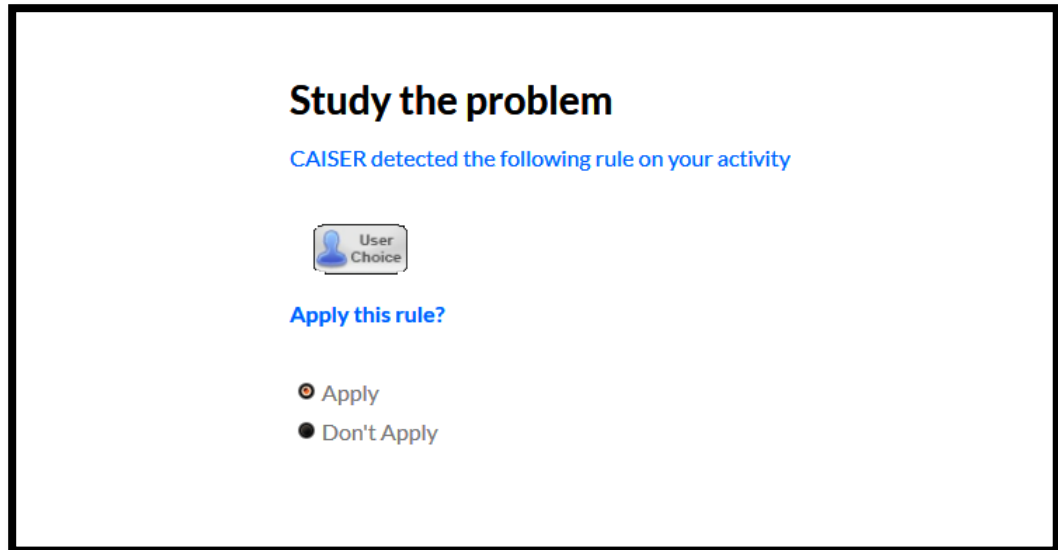 Study the problem
CAISER detected the following rule on your activity
User
Choice
Apply this rule?
Apply
Don't Apply